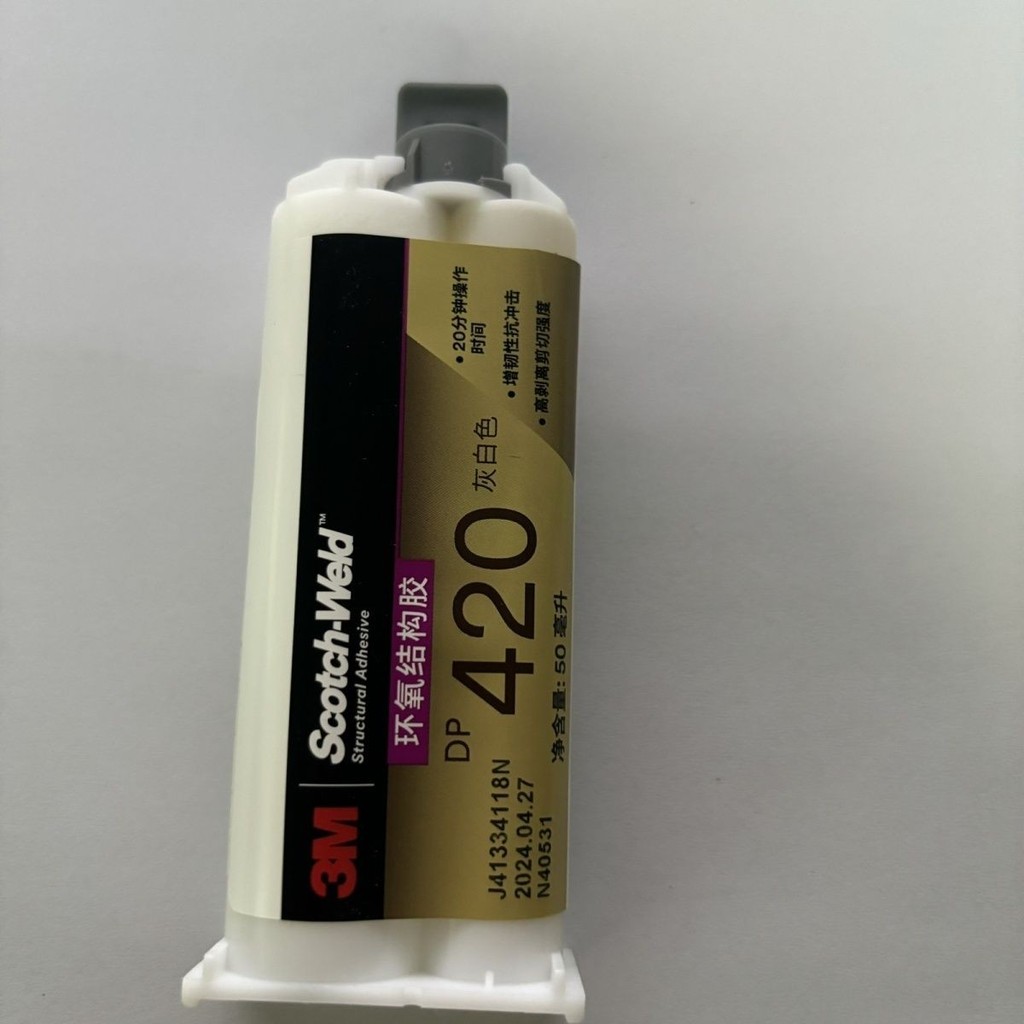 3M
Scotch-Weld™
Structural Adhesive
环氧结构胶
DP
420
灰白色
• 20分钟操作
时间
• 增韧性抗冲击
• 高剥离剪切强度
净含量: 50 毫升
J41334118N
2024.04.27
N40531